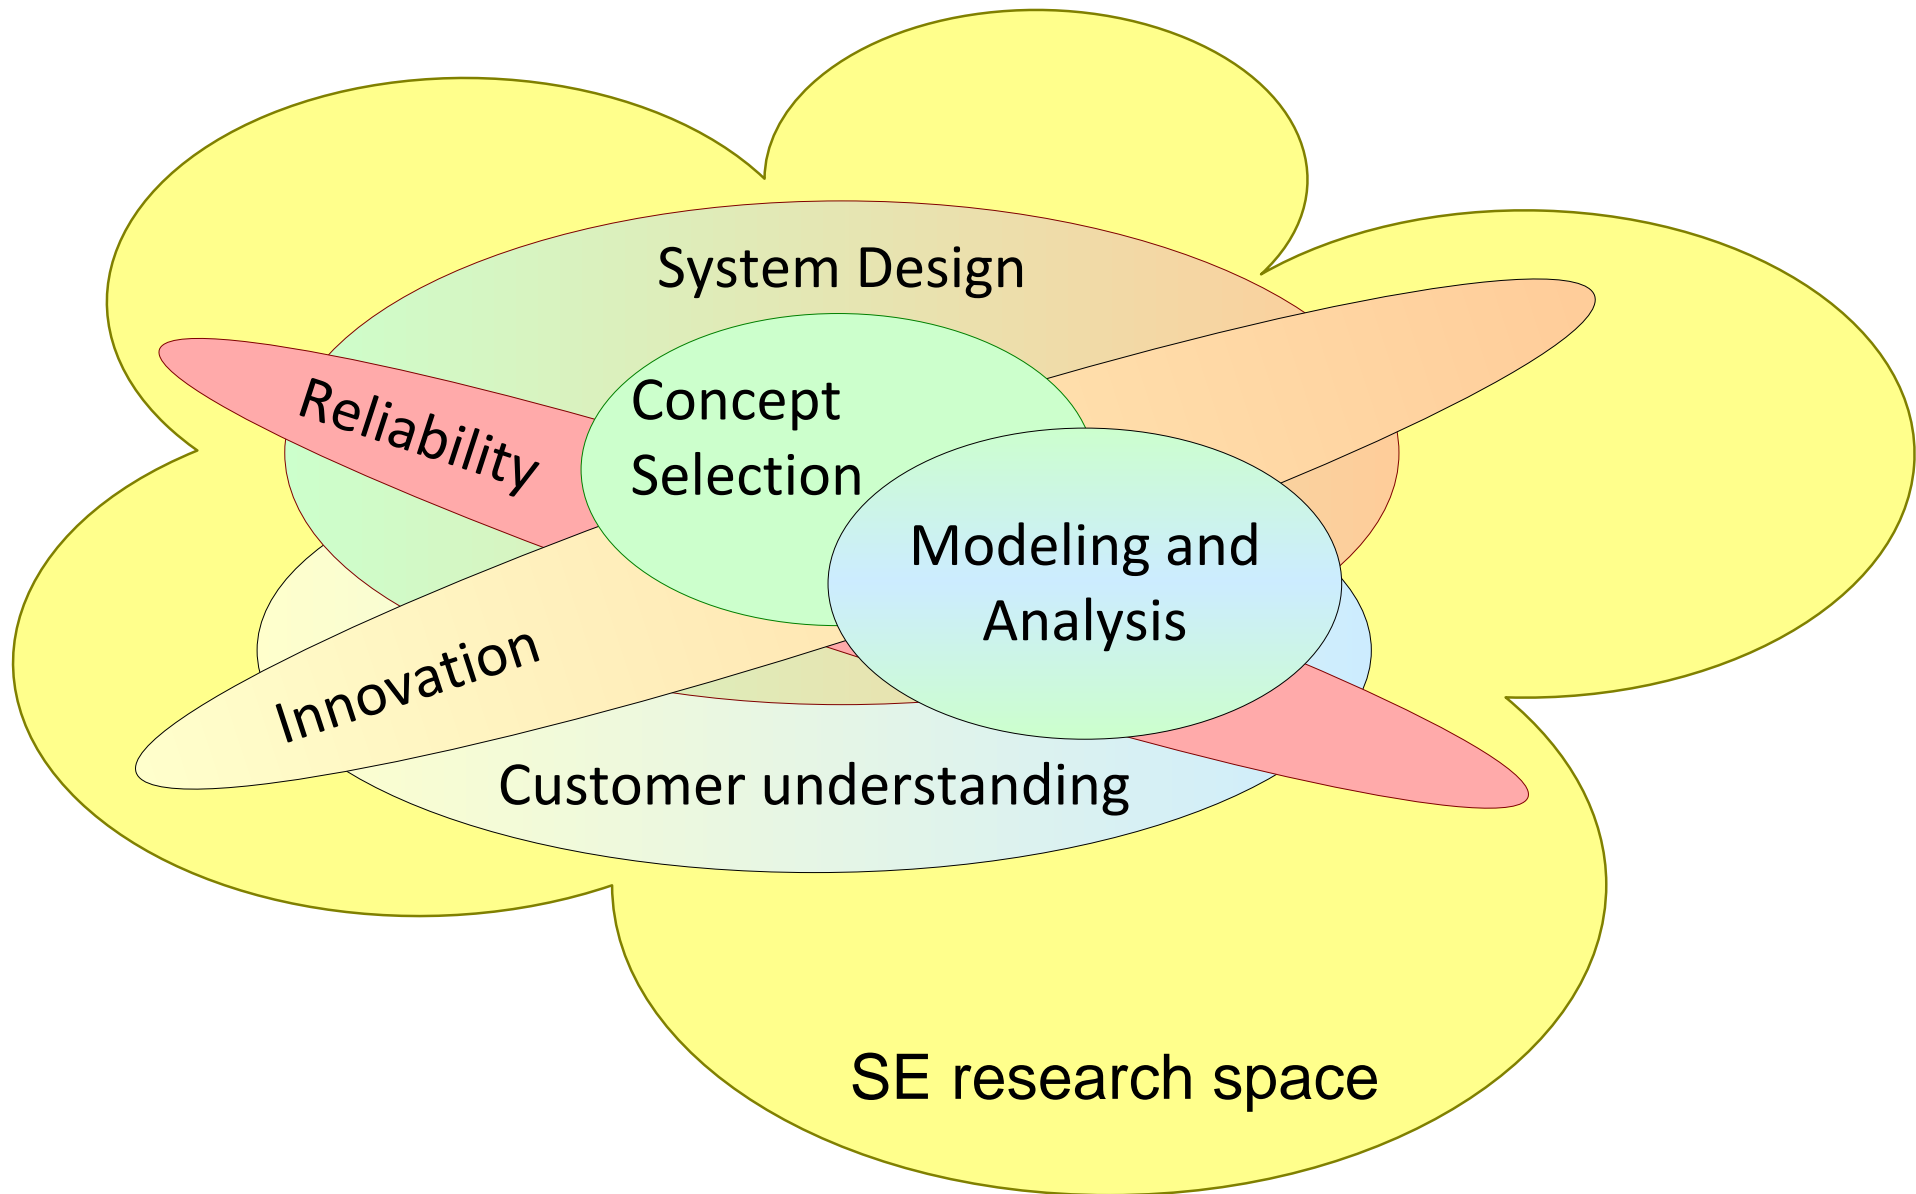 System Design
Concept
Selection
Reliability
Modeling and
Analysis
Innovation
Customer understanding
SE research space